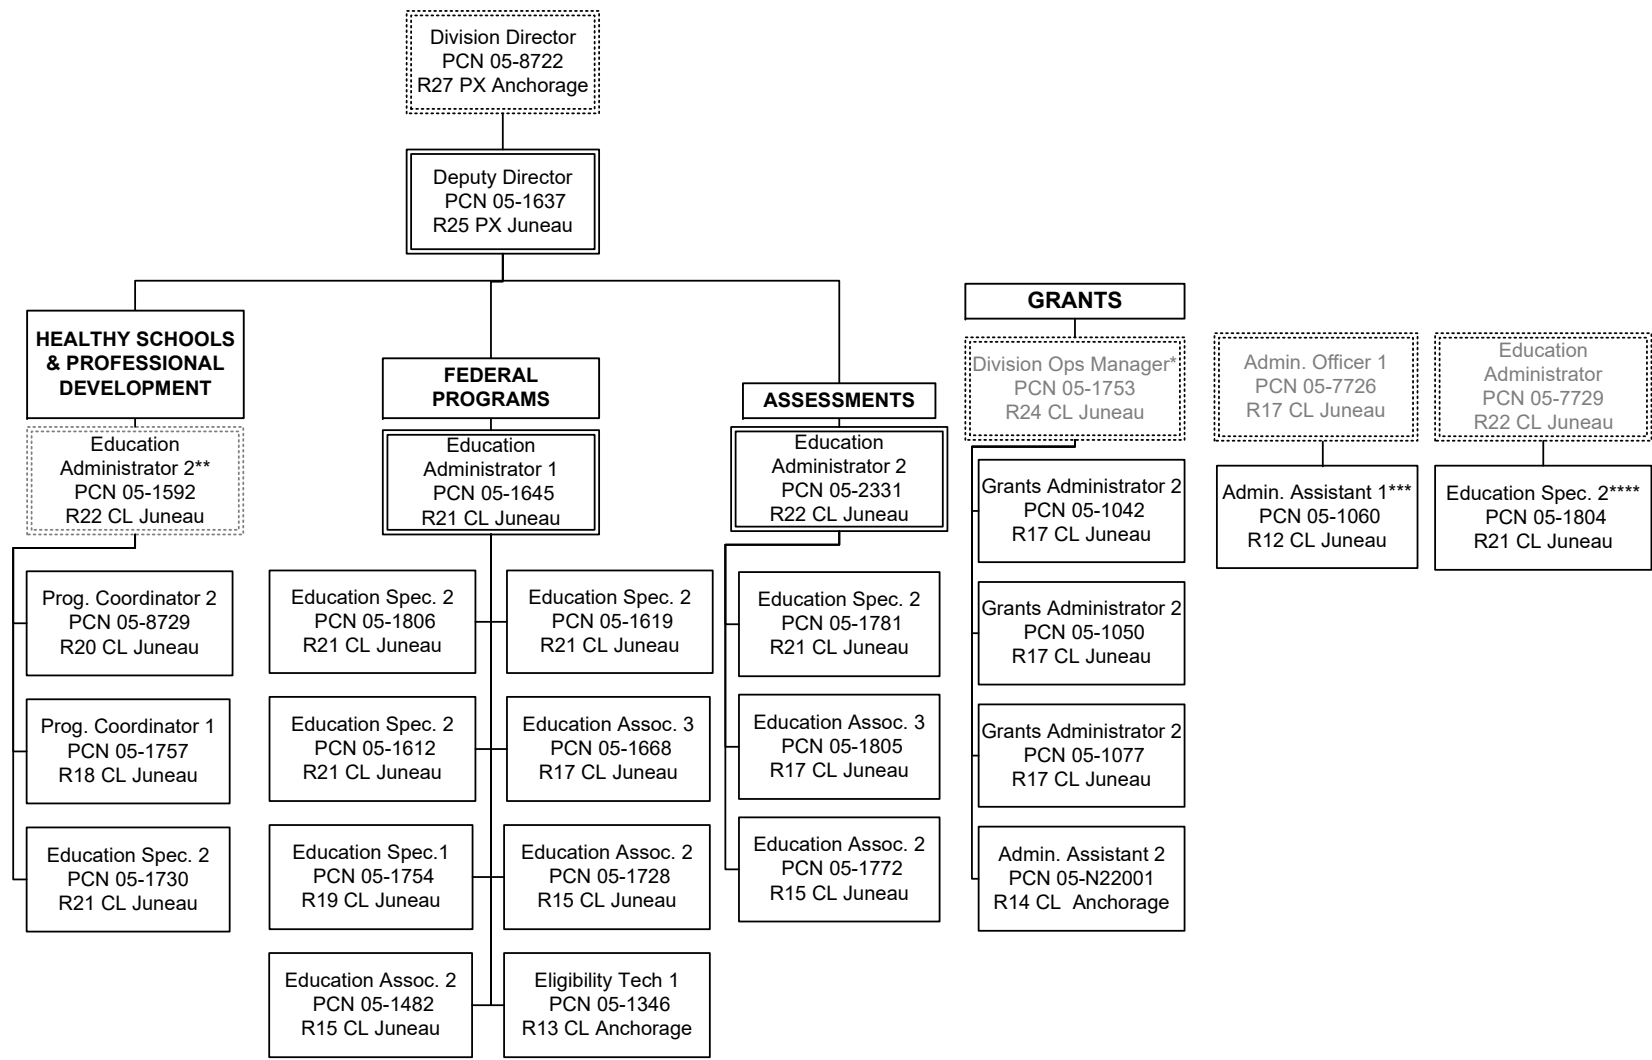 Division Director
PCN 05-8722
R27 PX Anchorage
Deputy Director
PCN 05-1637
R25 PX Juneau
HEALTHY SCHOOLS
& PROFESSIONAL
DEVELOPMENT
Education
Administrator 2**
PCN 05-1592
R22 CL Juneau
Prog. Coordinator 2
PCN 05-8729
R20 CL Juneau
Prog. Coordinator 1
PCN 05-1757
R18 CL Juneau
Education Spec. 2
PCN 05-1730
R21 CL Juneau
FEDERAL
PROGRAMS
Education
Administrator 1
PCN 05-1645
R21 CL Juneau
Education Spec. 2
PCN 05-1806
R21 CL Juneau
Education Spec. 2
PCN 05-1619
R21 CL Juneau
Education Spec. 2
PCN 05-1612
R21 CL Juneau
Education Assoc. 3
PCN 05-1668
R17 CL Juneau
Education Spec.1
PCN 05-1754
R19 CL Juneau
Education Assoc. 2
PCN 05-1728
R15 CL Juneau
Education Assoc. 2
PCN 05-1482
R15 CL Juneau
Eligibility Tech 1
PCN 05-1346
R13 CL Anchorage
ASSESSMENTS
Education
Administrator 2
PCN 05-2331
R22 CL Juneau
Education Spec. 2
PCN 05-1781
R21 CL Juneau
Education Assoc. 3
PCN 05-1805
R17 CL Juneau
Education Assoc. 2
PCN 05-1772
R15 CL Juneau
GRANTS
Division Ops Manager*
PCN 05-1753
R24 CL Juneau
Grants Administrator 2
PCN 05-1042
R17 CL Juneau
Grants Administrator 2
PCN 05-1050
R17 CL Juneau
Grants Administrator 2
PCN 05-1077
R17 CL Juneau
Admin. Assistant 2
PCN 05-N22001
R14 CL Anchorage
Admin. Officer 1
PCN 05-7726
R17 CL Juneau
Admin. Assistant 1***
PCN 05-1060
R12 CL Juneau
Education
Administrator
PCN 05-7729
R22 CL Juneau
Education Spec. 2****
PCN 05-1804
R21 CL Juneau